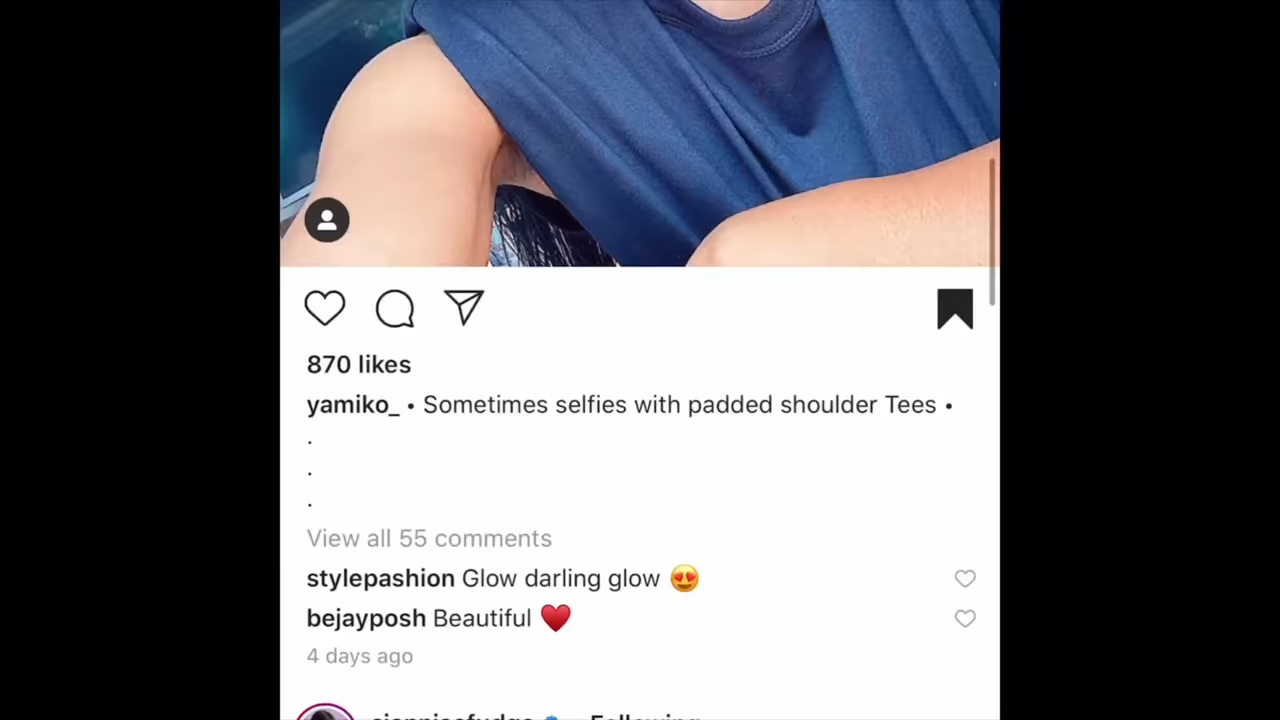 870 likes
yamiko_ • Sometimes selfies with padded shoulder Tees •
.
.
.
View all 55 comments
stylepashion Glow darling glow 😍
bejayposh Beautiful ❤️
4 days ago
Following